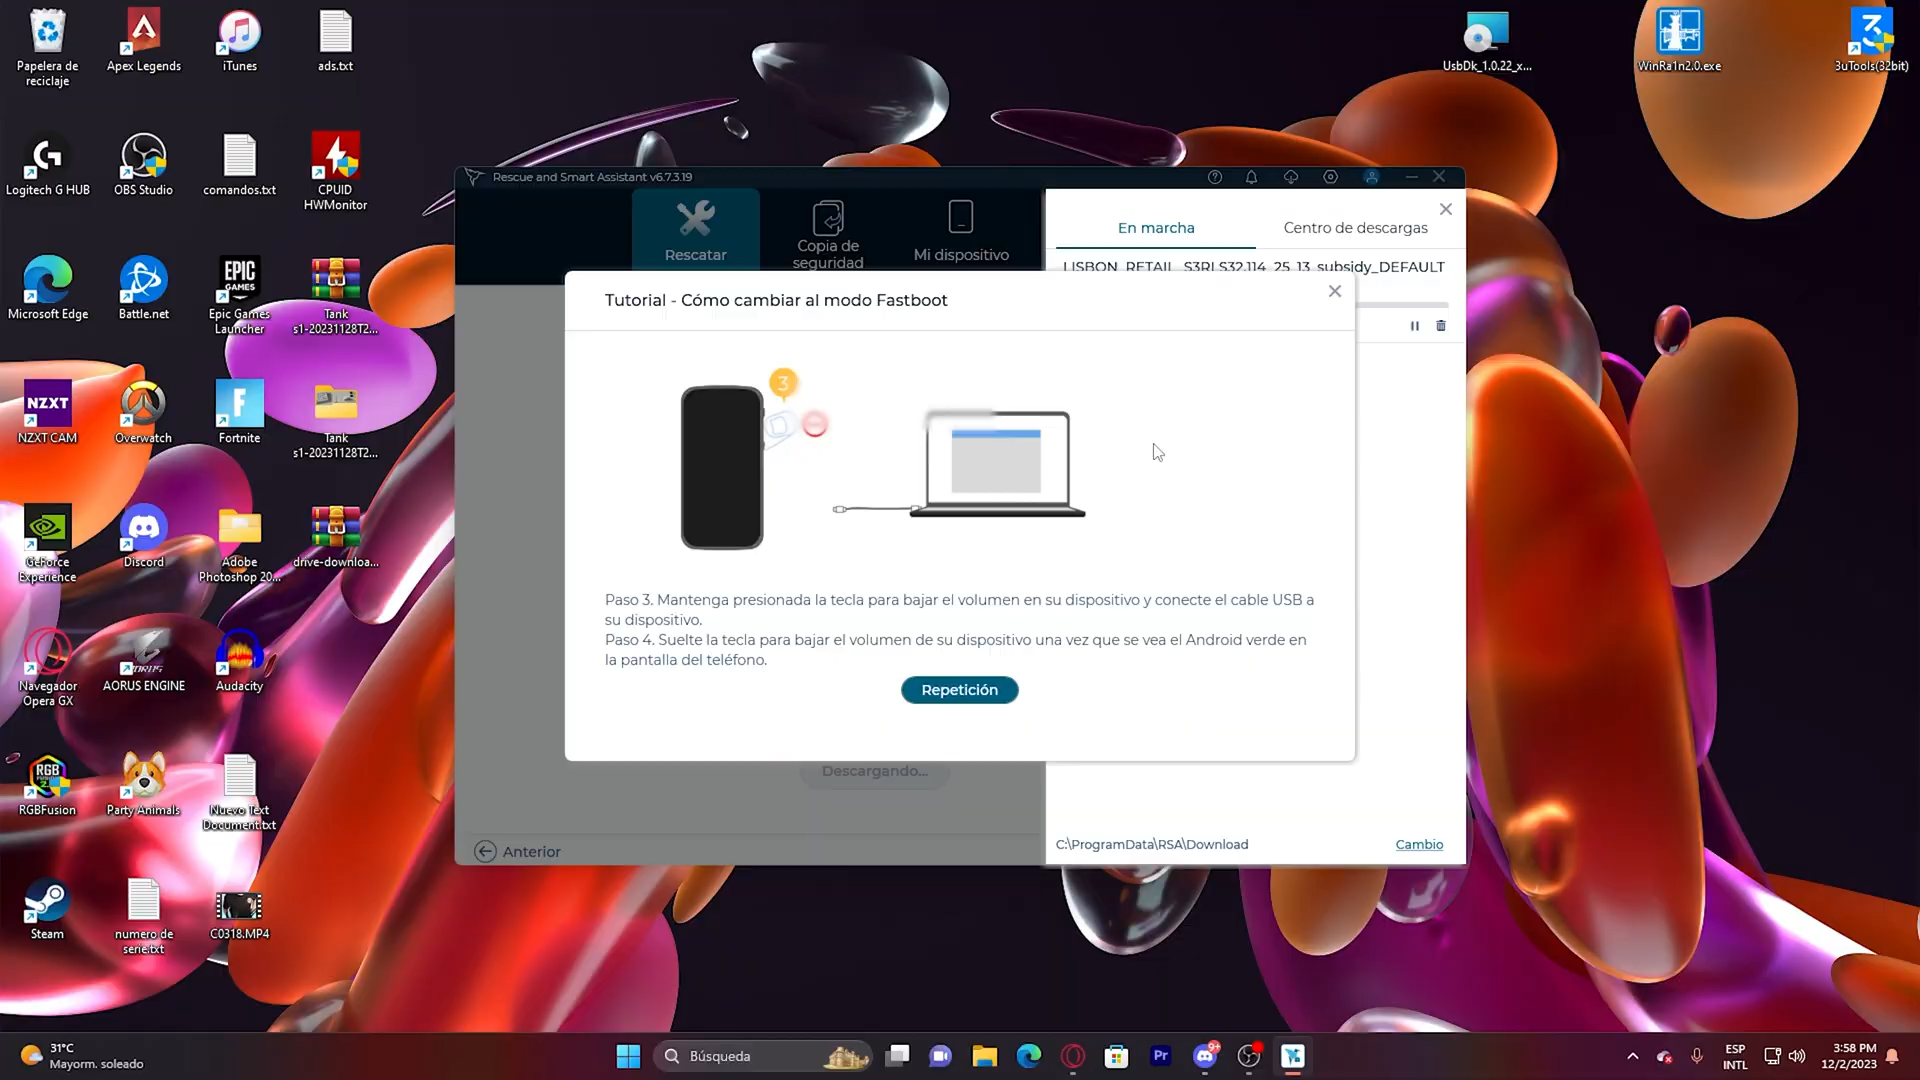 Papelera de
reciclaje
Apex Legends
iTunes
ads.txt
UsbDk_1.0.22_x...
WinRa1n2.0.exe
3uTools(32bit)
Logitech G HUB
OBS Studio
comandos.txt
CPUID
HWMonitor
Microsoft Edge
Battle.net
EPIC
GAMES
Epic Games
Launcher
Tank
s1-20231128T2...
NZXT
NZXT CAM
Overwatch
Fortnite
Tank
s1-20231128T2...
GeForce
Experience
Discord
Adobe
Photoshop 20...
drive-downloa...
Navegador
Opera GX
AORUS
AORUS ENGINE
Audacity
RGB
RGBFusion
Party Animals
Nuevo Text
Document.txt
Steam
numero de
serie.txt
C0318.MP4
Rescue and Smart Assistant v6.7.3.19
Rescatar
Copia de
seguridad
Mi dispositivo
En marcha
Centro de descargas
LISBON_RETAIL_S3RLS32.114_25_13_subsidy_DEFAULT
Tutorial - Cómo cambiar al modo Fastboot
3
Paso 3. Mantenga presionada la tecla para bajar el volumen en su dispositivo y conecte el cable USB a
su dispositivo.
Paso 4. Suelte la tecla para bajar el volumen de su dispositivo una vez que se vea el Android verde en
la pantalla del teléfono.
Repetición
Descargando...
Anterior
C:\ProgramData\RSA\Download
Cambio
31°C
Mayorm. soleado
Búsqueda
Pr
9+
ESP
INTL
3:58 PM
12/2/2023